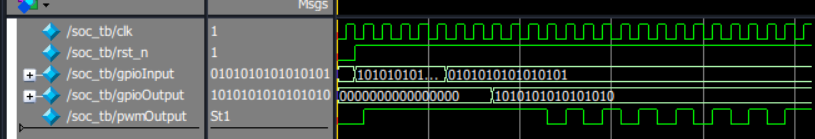 Msgs
/soc_tb/clk 1
/soc_tb/rst_n 1
/soc_tb/gpioInput 0101010101010101 101010101... 0101010101010101
/soc_tb/gpioOutput 1010101010101010 0000000000000000 1010101010101010
/soc_tb/pwmOutput St1